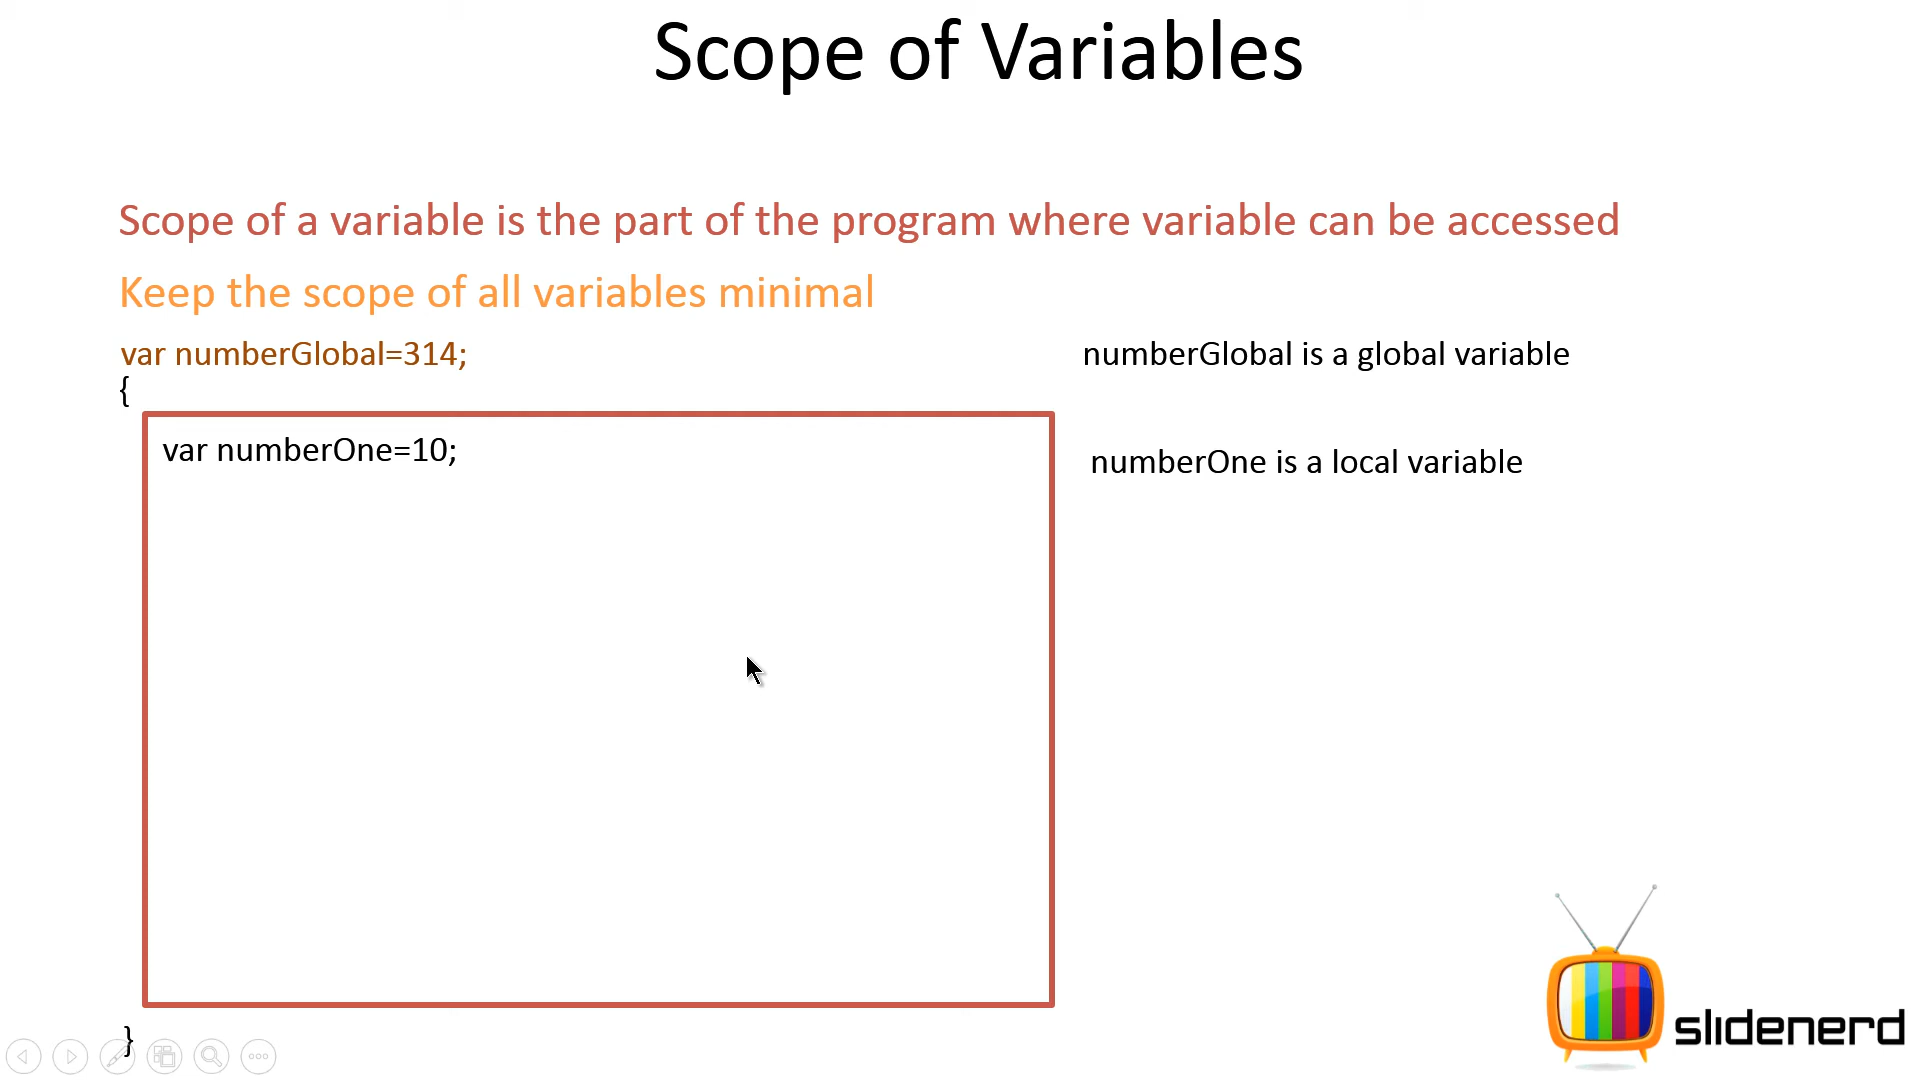 Scope of Variables
Scope of a variable is the part of the program where variable can be accessed
Keep the scope of all variables minimal
var numberGlobal=314;
numberGlobal is a global variable
{
var numberOne=10;
numberOne is a local variable
}
slidenerd